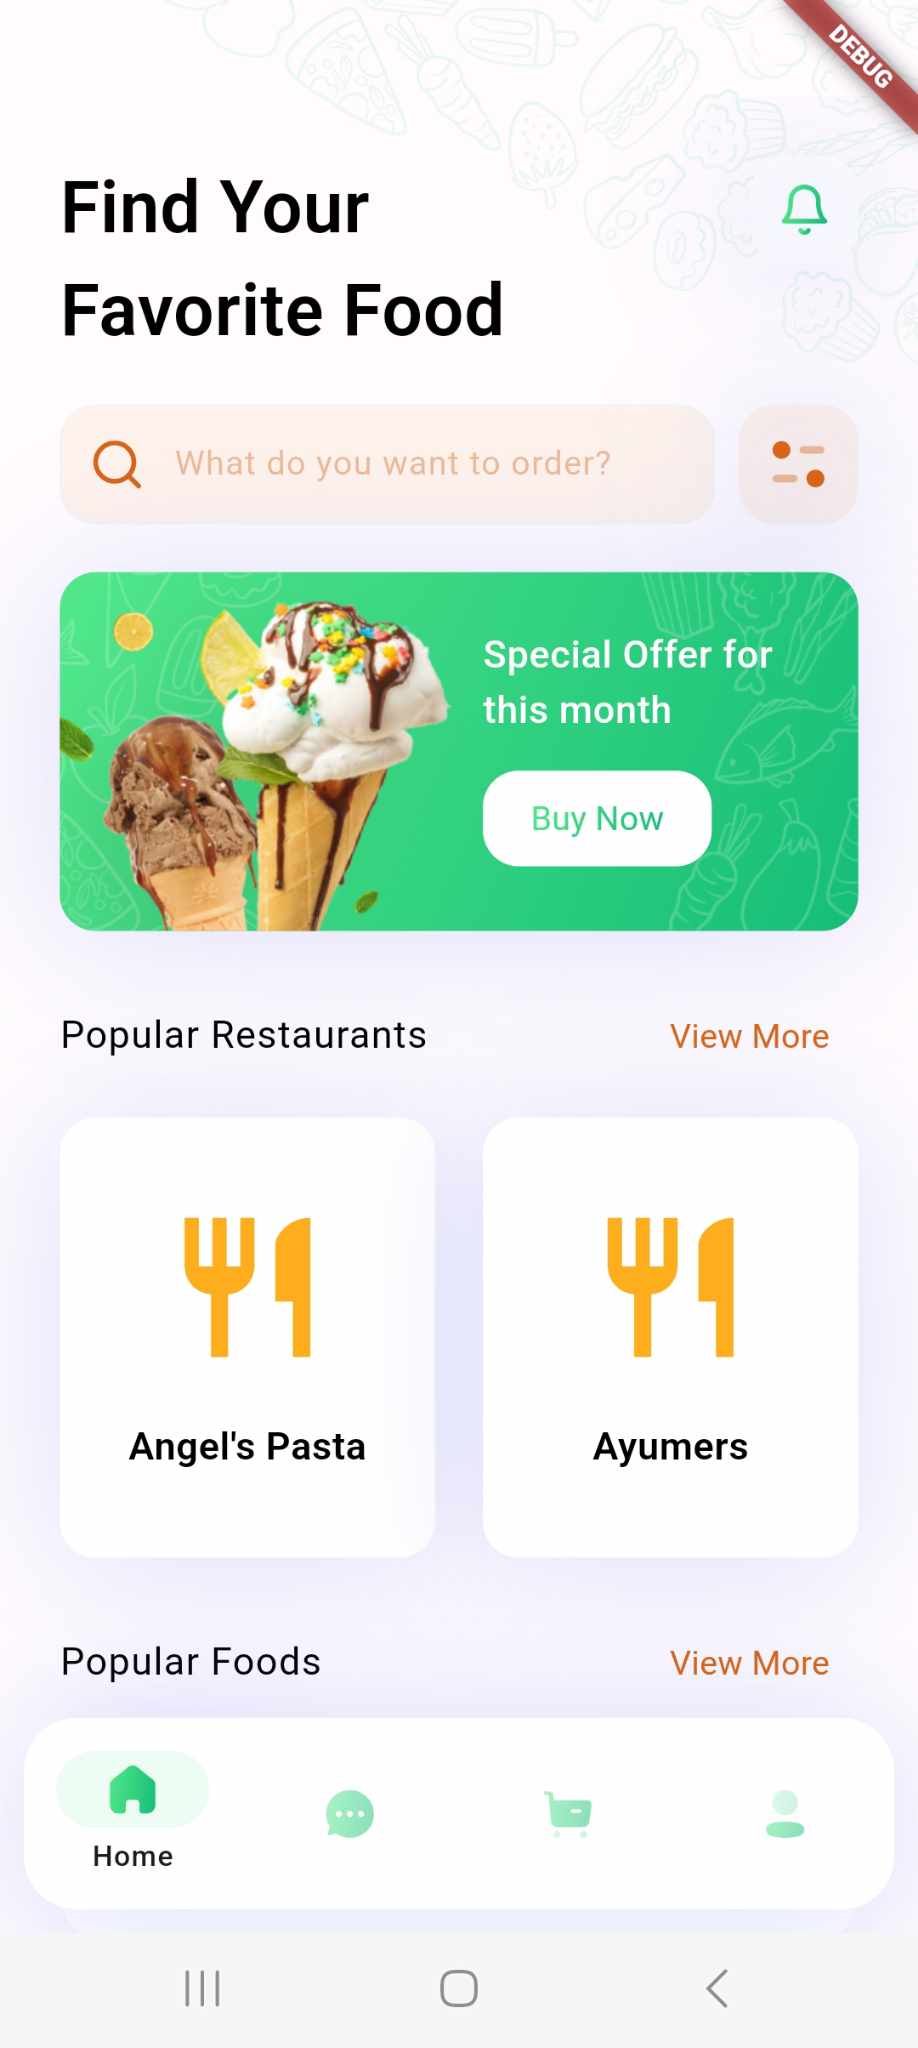 DEBUG
Find Your
Favorite Food
What do you want to order?
Special Offer for
this month
Buy Now
Popular Restaurants
View More
Angel's Pasta
Ayumers
Popular Foods
View More
Home